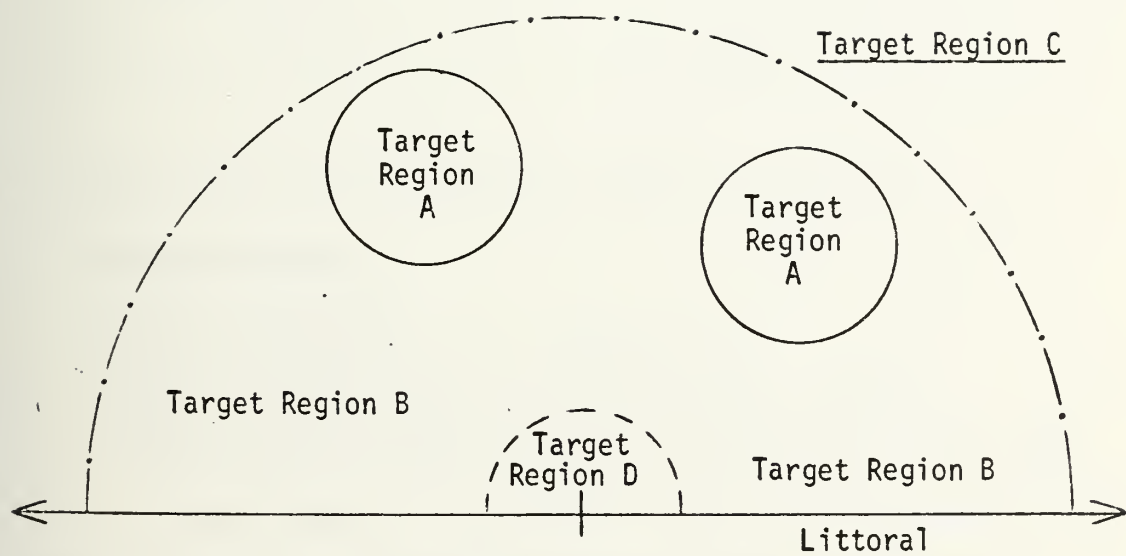 Target Region C
Target
Region
A
Target
Region
A
Target Region B
Target
Region D
Target Region B
Littoral